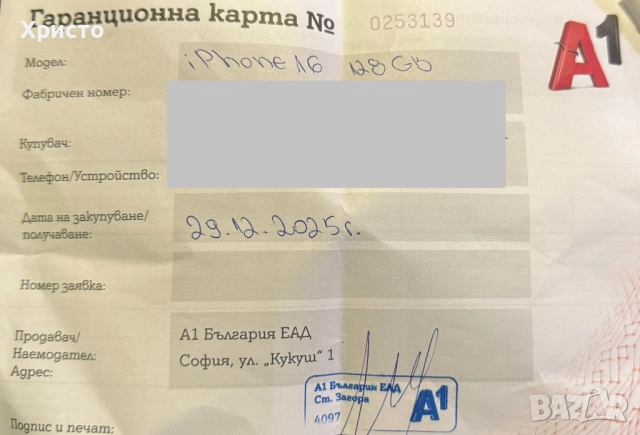 Гаранционна карта № 0253139
Христо
A1
Модел: iPhone 16 128Gb
Фабричен номер:
Купувач:
Телефон/Устройство:
Дата на закупуване/
получаване: 29.12.2025г.
Номер заявка:
Продавач/ А1 България ЕАД
Наемодател: София, ул. „Кукуш" 1
Адрес:
А1 България ЕАД
Ст. Загора
4097 A1
Подпис и печат:
BAZAR